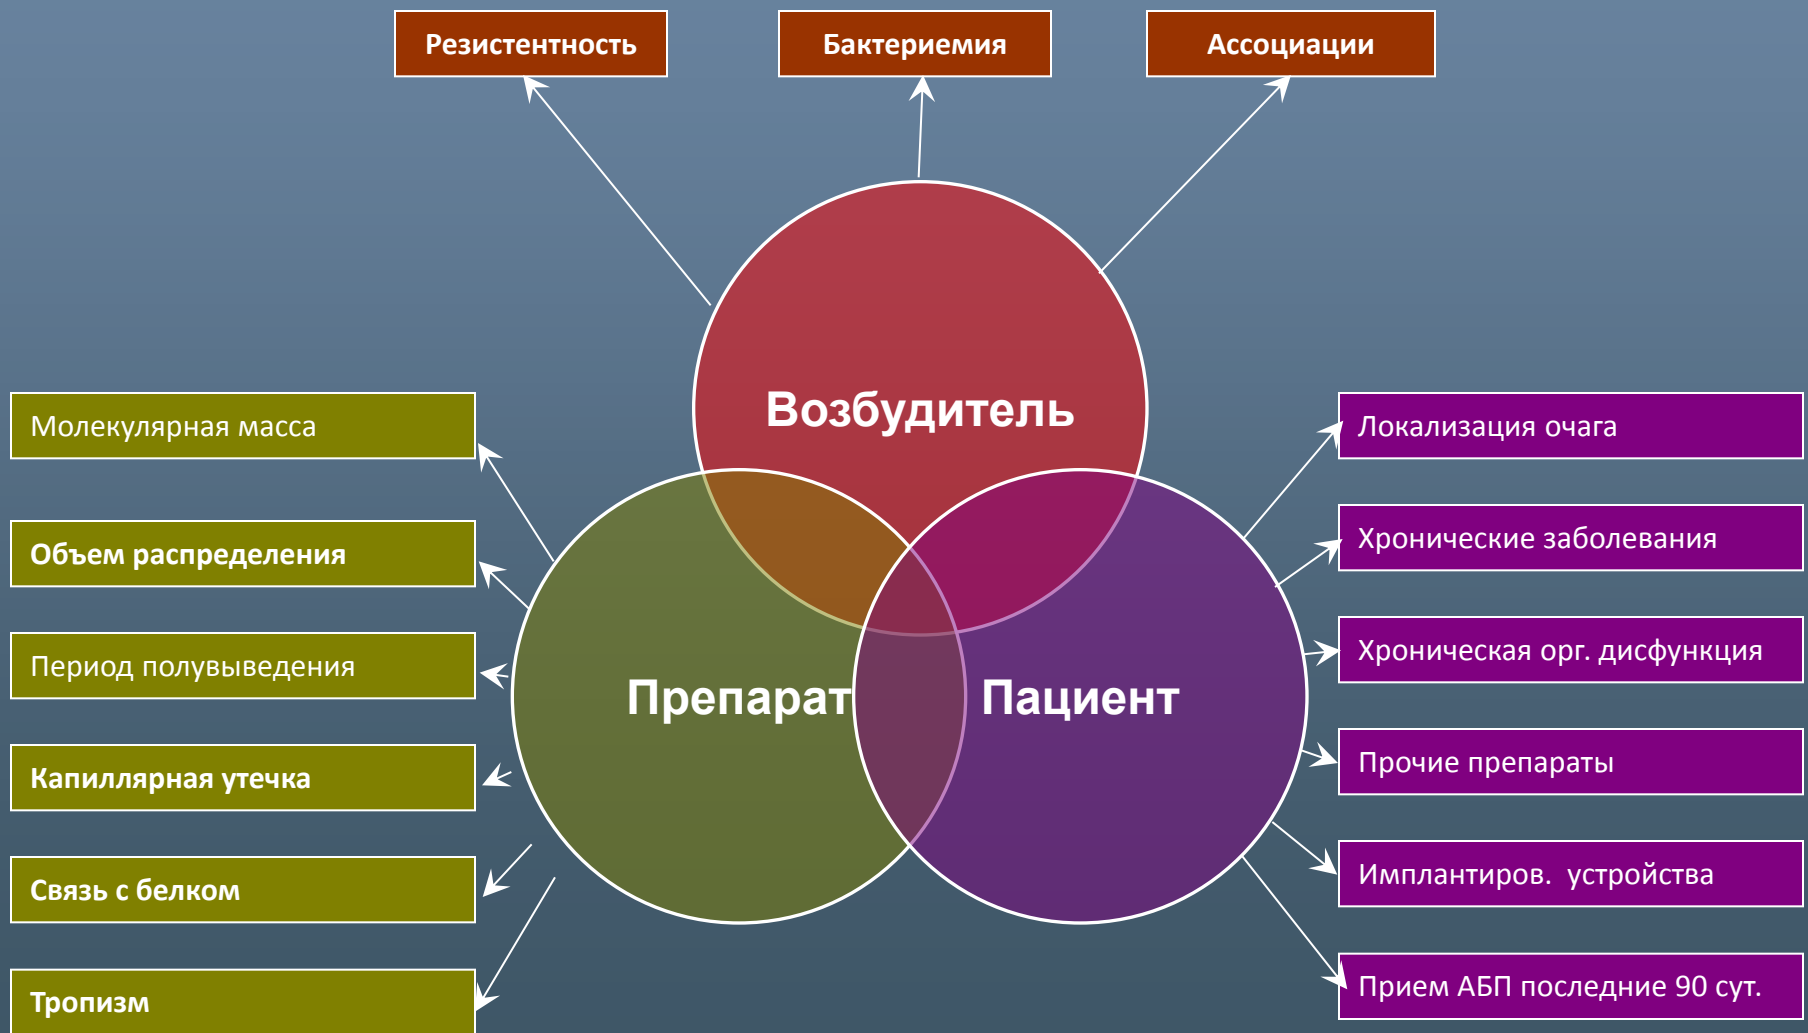 Резистентность
Бактериемия
Ассоциации
Возбудитель
Препарат
Пациент
Молекулярная масса
Объем распределения
Период полувыведения
Капиллярная утечка
Связь с белком
Тропизм
Локализация очага
Хронические заболевания
Хроническая орг. дисфункция
Прочие препараты
Имплантиров. устройства
Прием АБП последние 90 сут.